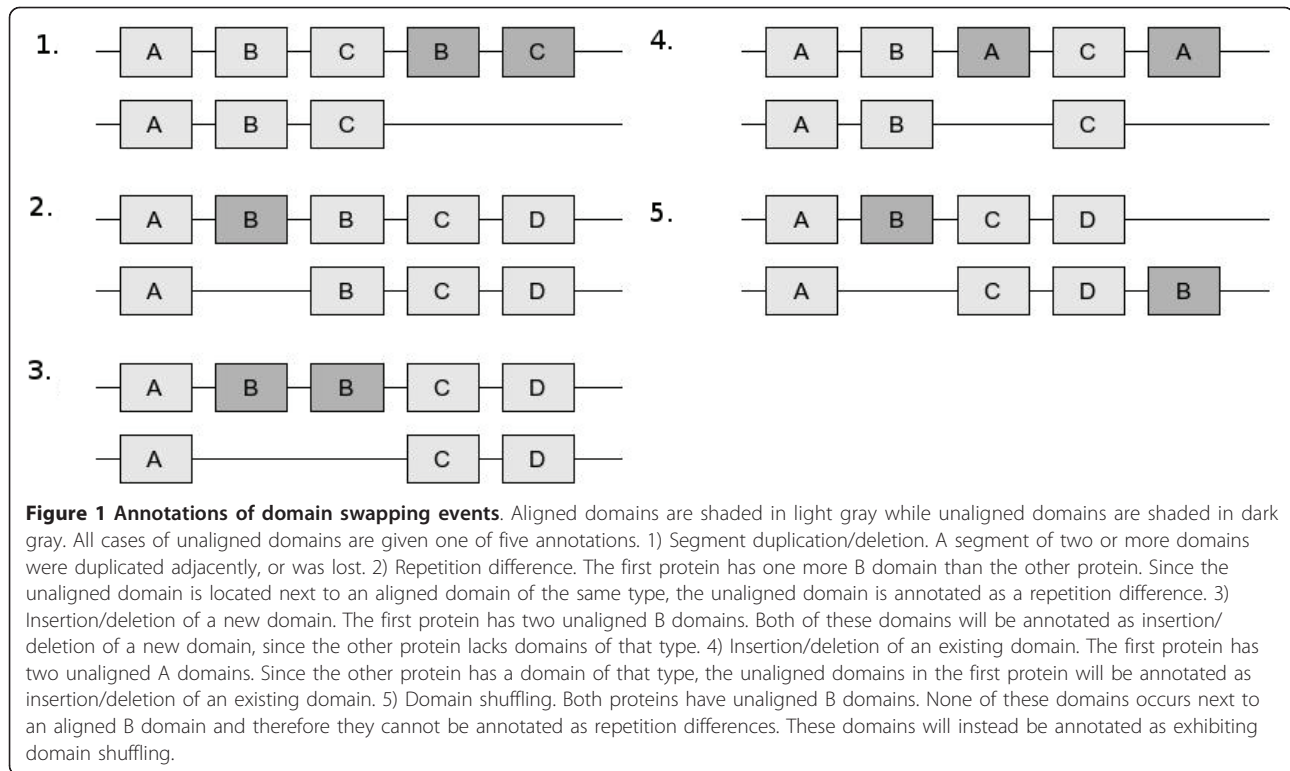 1.
A B C B C
A B C
2.
A B B C D
A B C D
3.
A B B C D
A C D
4.
A B A C A
A B C
5.
A B C D
A C D B
Figure 1 Annotations of domain swapping events. Aligned domains are shaded in light gray while unaligned domains are shaded in dark
gray. All cases of unaligned domains are given one of five annotations. 1) Segment duplication/deletion. A segment of two or more domains
were duplicated adjacently, or was lost. 2) Repetition difference. The first protein has one more B domain than the other protein. Since the
unaligned domain is located next to an aligned domain of the same type, the unaligned domain is annotated as a repetition difference. 3)
Insertion/deletion of a new domain. The first protein has two unaligned B domains. Both of these domains will be annotated as insertion/
deletion of a new domain, since the other protein lacks domains of that type. 4) Insertion/deletion of an existing domain. The first protein has
two unaligned A domains. Since the other protein has a domain of that type, the unaligned domains in the first protein will be annotated as
insertion/deletion of an existing domain. 5) Domain shuffling. Both proteins have unaligned B domains. None of these domains occurs next to
an aligned B domain and therefore they cannot be annotated as repetition differences. These domains will instead be annotated as exhibiting
domain shuffling.